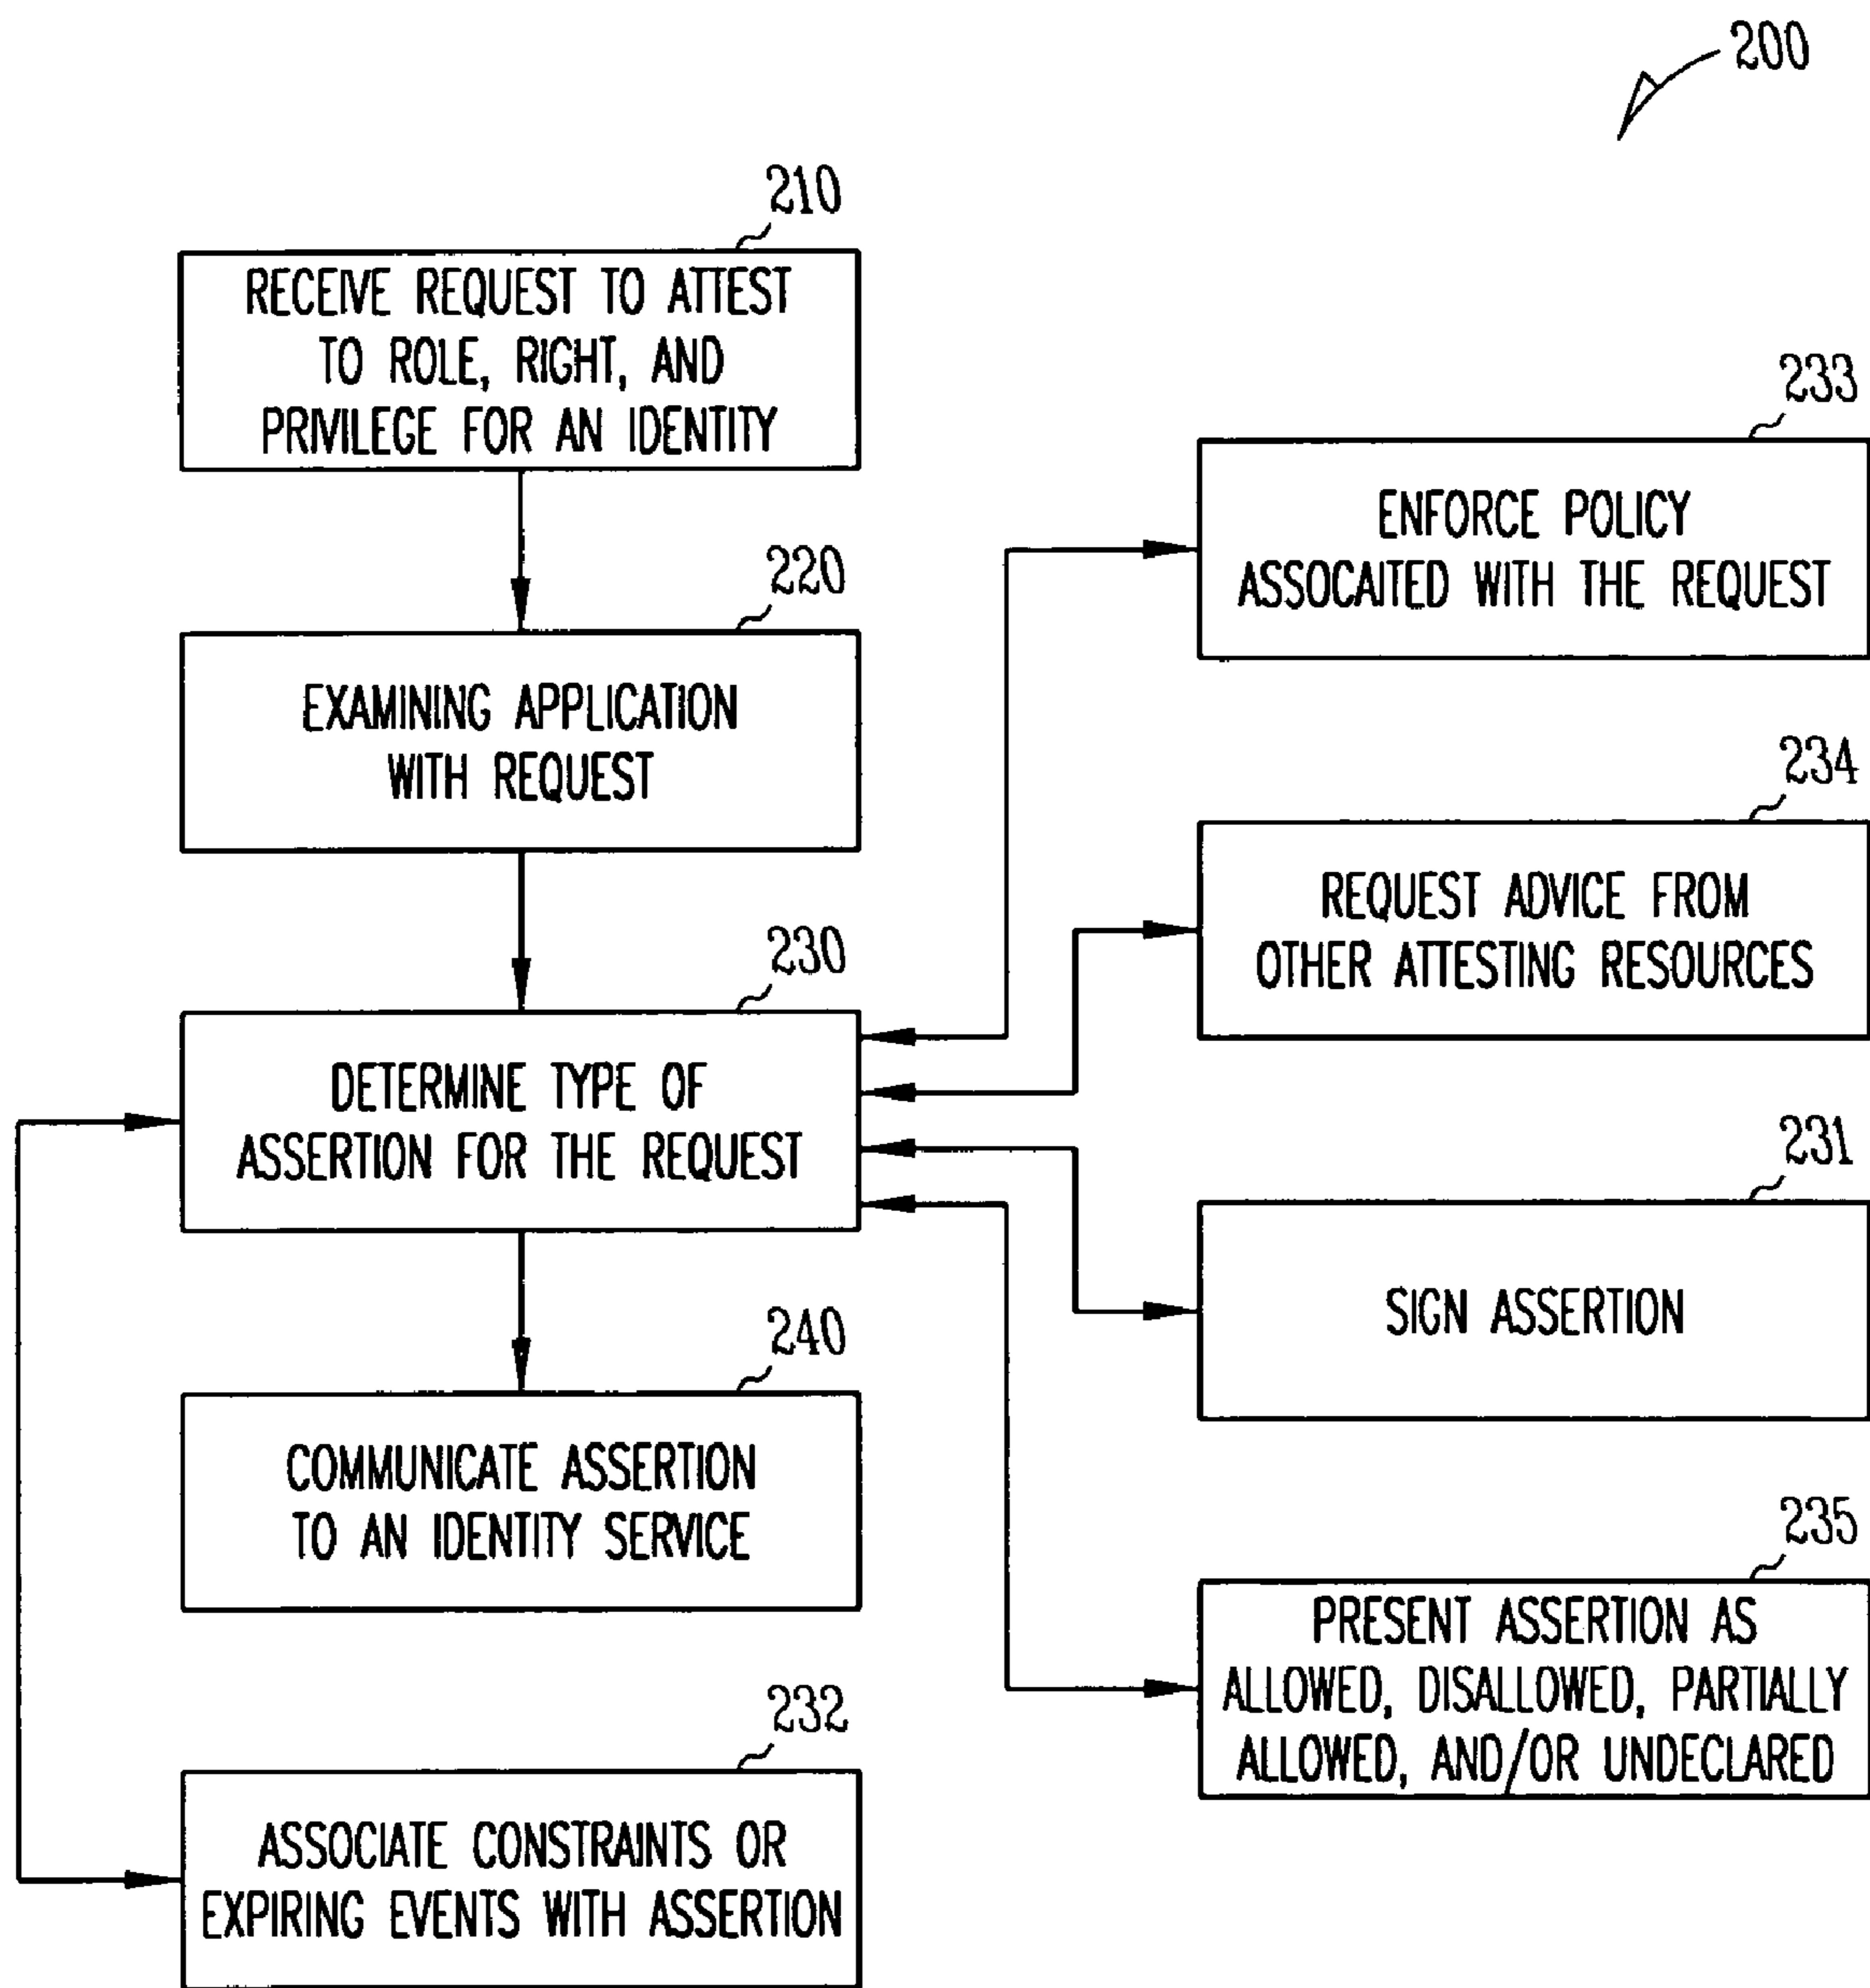 200
210
RECEIVE REQUEST TO ATTEST
TO ROLE, RIGHT, AND
PRIVILEGE FOR AN IDENTITY
220
EXAMINING APPLICATION
WITH REQUEST
230
DETERMINE TYPE OF
ASSERTION FOR THE REQUEST
240
COMMUNICATE ASSERTION
TO AN IDENTITY SERVICE
232
ASSOCIATE CONSTRAINTS OR
EXPIRING EVENTS WITH ASSERTION
233
ENFORCE POLICY
ASSOCAITED WITH THE REQUEST
234
REQUEST ADVICE FROM
OTHER ATTESTING RESOURCES
231
SIGN ASSERTION
235
PRESENT ASSERTION AS
ALLOWED, DISALLOWED, PARTIALLY
ALLOWED, AND/OR UNDECLARED